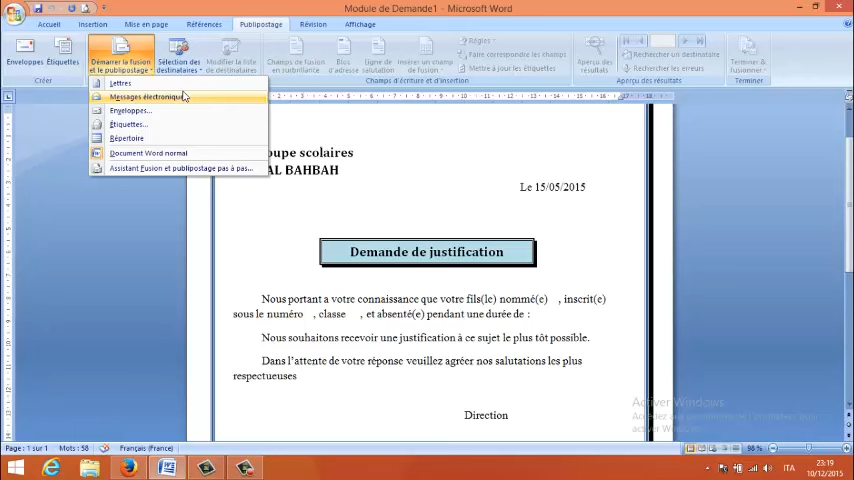 Module de Demande1 - Microsoft Word
Accueil Insertion Mise en page Références Publipostage Révision Affichage
Enveloppes Étiquettes
Démarrer la fusion et le publipostage
Sélection des destinataires
Modifier la liste de destinataires
Champs de fusion en surbrillance
Bloc d'adresse
Ligne de salutation
Insérer un champ de fusion
Règles
Faire correspondre les champs
Mettre à jour les étiquettes
Aperçu des résultats
Rechercher un destinataire
Rechercher les erreurs
Terminer & fusionner
Créer
Champs d'écriture et d'insertion
Aperçu des résultats
Terminer
Lettres
Messages électronique
Enveloppes...
Étiquettes...
Répertoire
Document Word normal
Assistant Fusion et publipostage pas à pas...
oupe scolaires
AL BAHBAH
Le 15/05/2015
Demande de justification
Nous portant a votre connaissance que votre fils(le) nommé(e) , inscrit(e)
sous le numéro , classe , et absenté(e) pendant une durée de :
Nous souhaitons recevoir une justification à ce sujet le plus tôt possible.
Dans l'attente de votre réponse veuillez agréer nos salutations les plus
respectueuses
Direction
Activer Windows
activer Windows.
Page : 1 sur 1 Mots : 58 Français (France) 98 %
ITA
23:19
10/12/2015